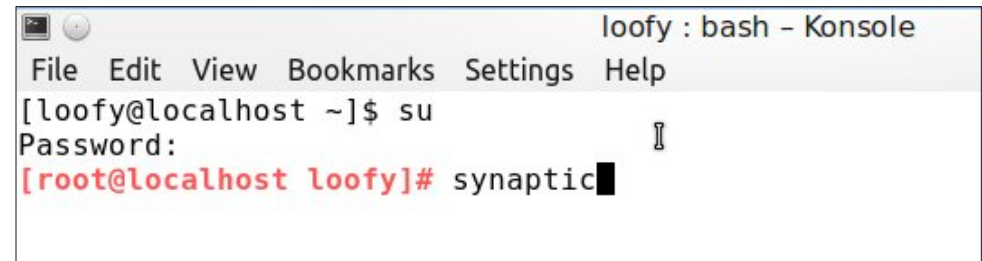 loofy : bash – Konsole
File Edit View Bookmarks Settings Help
[loofy@localhost ~]$ su
Password:
[root@localhost loofy]# synaptic